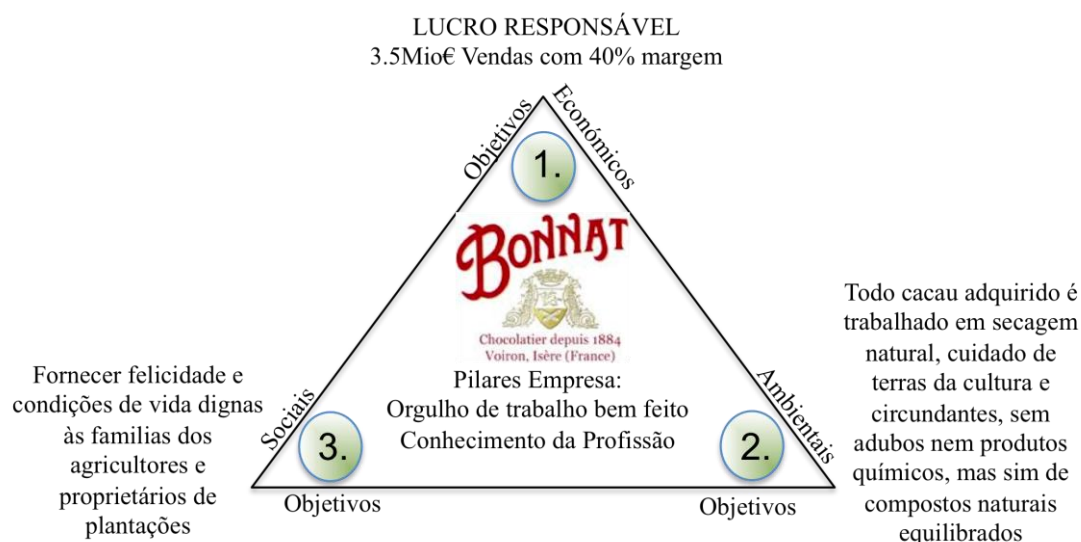 LUCRO RESPONSÁVEL
3.5Mio€ Vendas com 40% margem
Objetivos
Económicos
1.
BONNAT
Chocolatier depuis 1884
Voiron, Isère (France)
Pilares Empresa:
Orgulho de trabalho bem feito
Conhecimento da Profissão
Todo cacau adquirido é
trabalhado em secagem
natural, cuidado de
terras da cultura e
circundantes, sem
adubos nem produtos
químicos, mas sim de
compostos naturais
equilibrados
Ambientais
2.
Objetivos
Fornecer felicidade e
condições de vida dignas
às familias dos
agricultores e
proprietários de
plantações
Sociais
3.
Objetivos